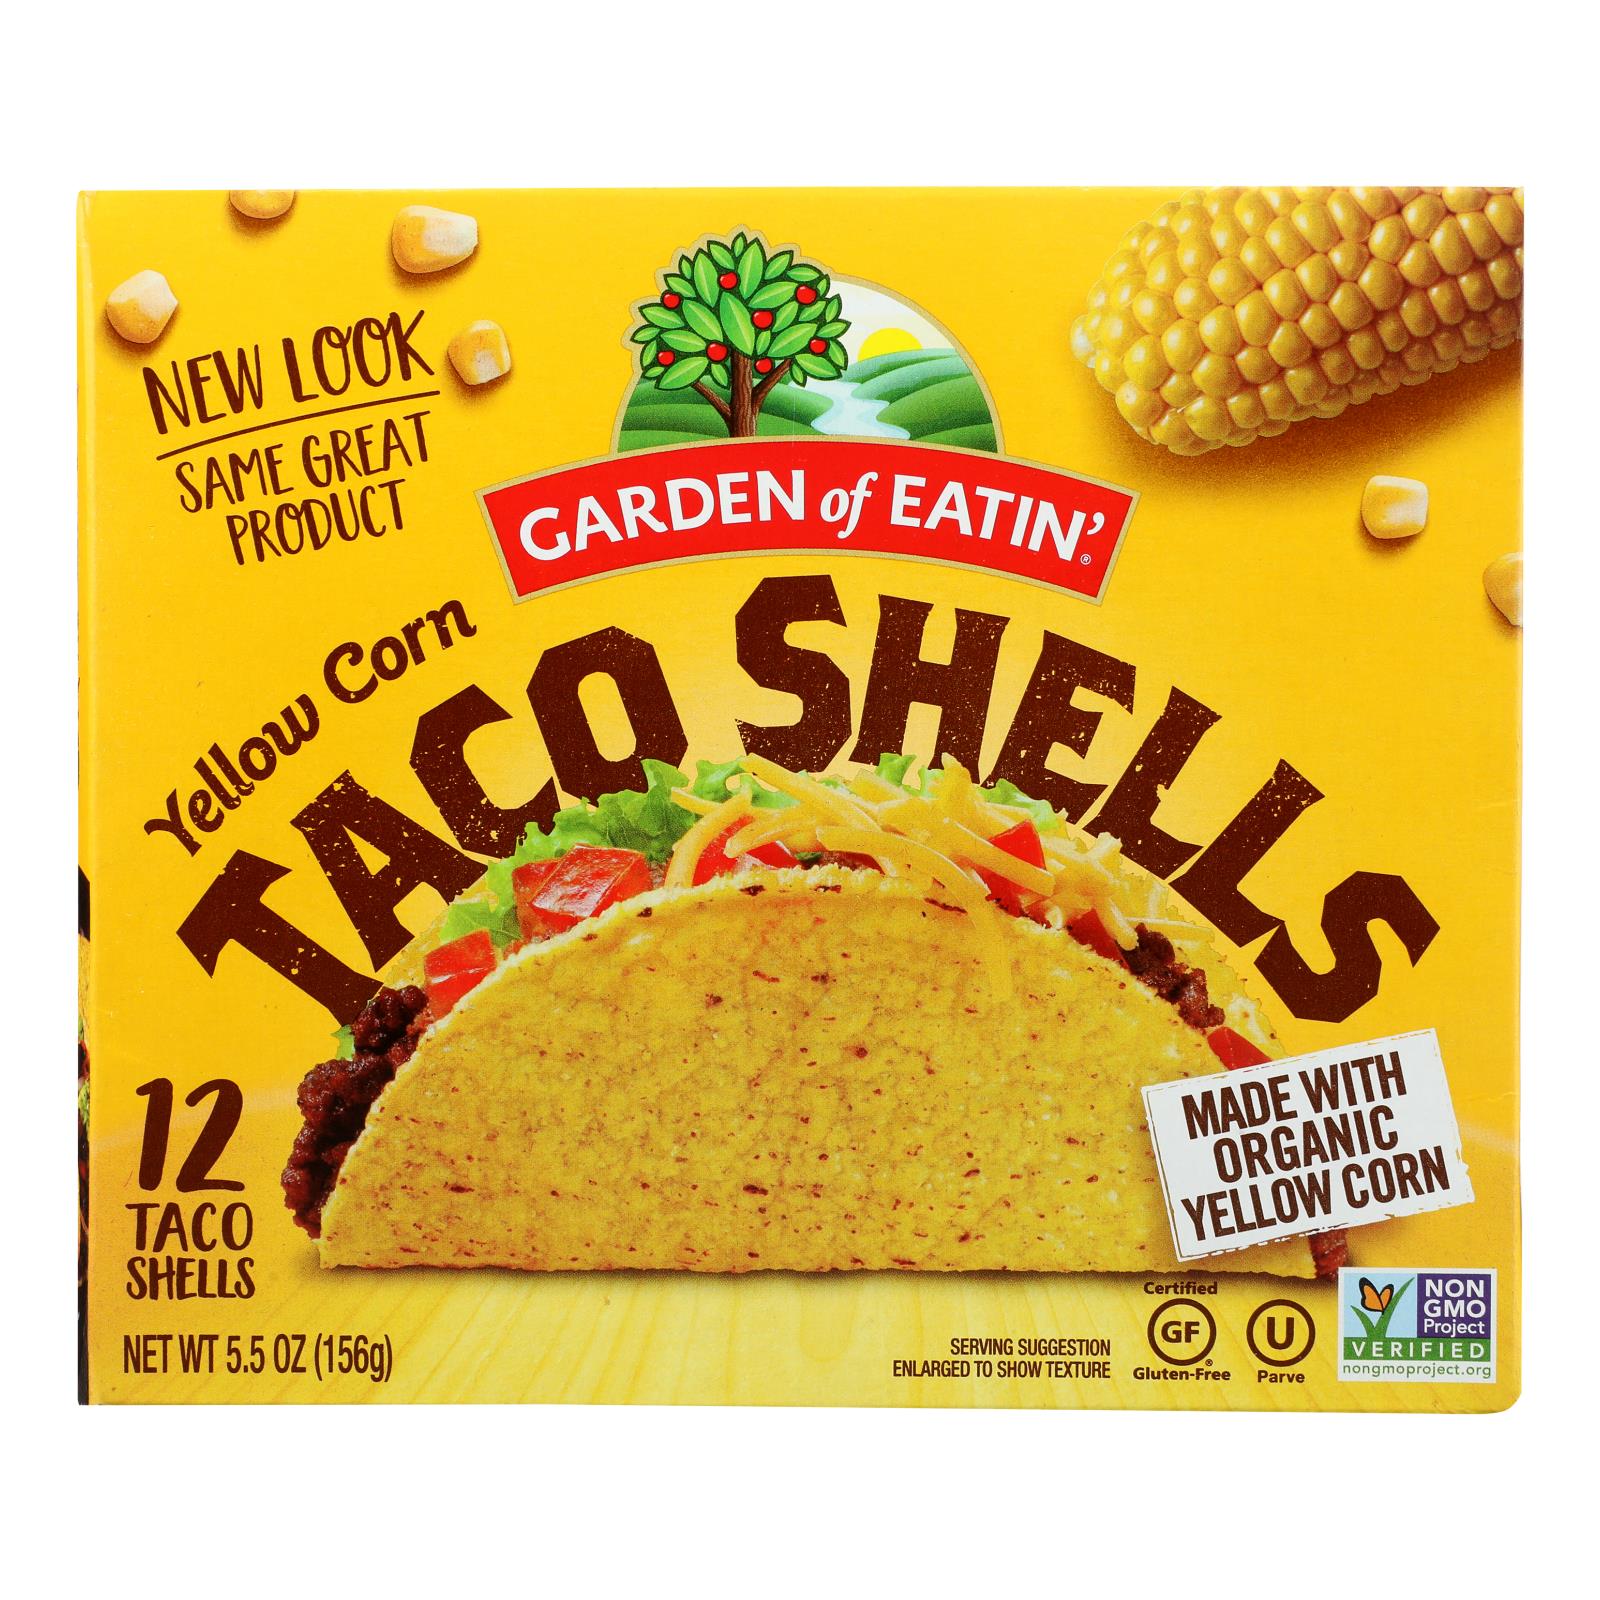 NEW LOOK
SAME GREAT
PRODUCT
GARDEN of EATIN'®
Yellow Corn
TACO SHELLS
MADE WITH
ORGANIC
YELLOW CORN
12
TACO
SHELLS
NET WT 5.5 OZ (156g)
SERVING SUGGESTION
ENLARGED TO SHOW TEXTURE
Certified
GF®
Gluten-Free
U
Parve
NON
GMO
Project
VERIFIED
nongmoproject.org